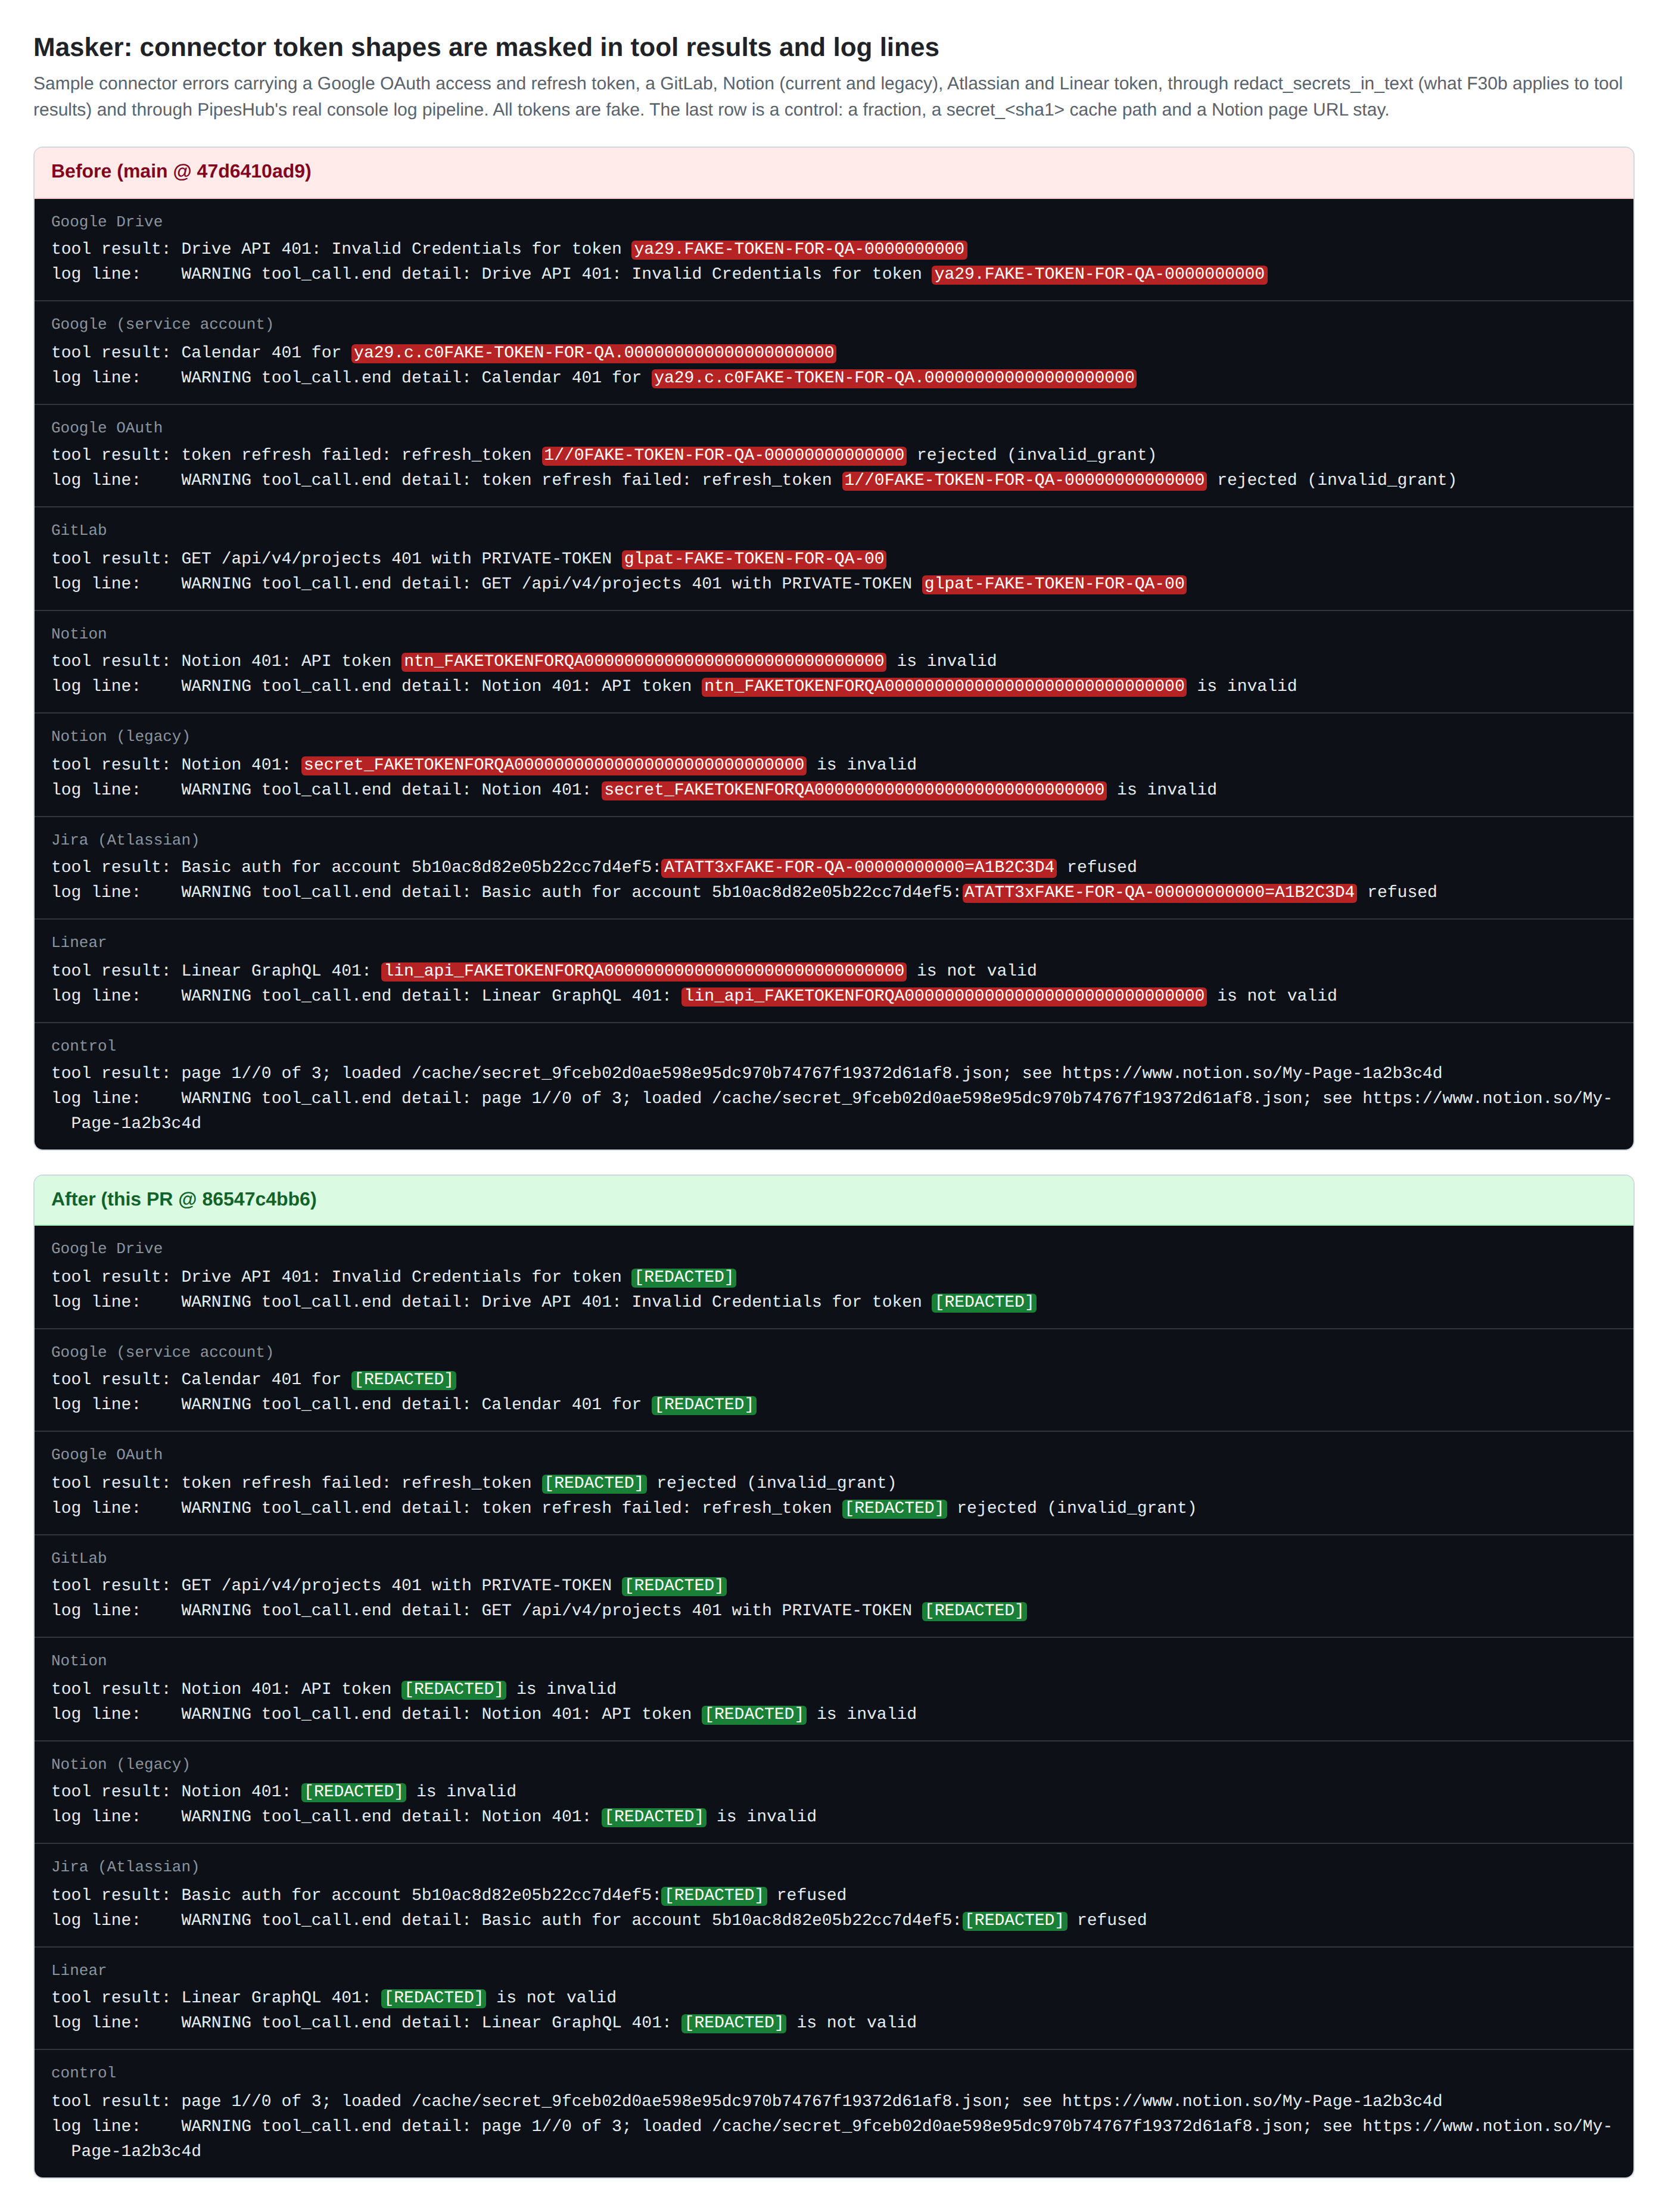 Masker: connector token shapes are masked in tool results and log lines
Sample connector errors carrying a Google OAuth access and refresh token, a GitLab, Notion (current and legacy), Atlassian and Linear token, through redact_secrets_in_text (what F30b applies to tool
results) and through PipesHub's real console log pipeline. All tokens are fake. The last row is a control: a fraction, a secret_<sha1> cache path and a Notion page URL stay.
Before (main @ 47d6410ad9)
Google Drive
tool result: Drive API 401: Invalid Credentials for token ya29.FAKE-TOKEN-FOR-QA-0000000000
log line:    WARNING tool_call.end detail: Drive API 401: Invalid Credentials for token ya29.FAKE-TOKEN-FOR-QA-0000000000
Google (service account)
tool result: Calendar 401 for ya29.c.c0FAKE-TOKEN-FOR-QA.000000000000000000000
log line:    WARNING tool_call.end detail: Calendar 401 for ya29.c.c0FAKE-TOKEN-FOR-QA.000000000000000000000
Google OAuth
tool result: token refresh failed: refresh_token 1//0FAKE-TOKEN-FOR-QA-00000000000000 rejected (invalid_grant)
log line:    WARNING tool_call.end detail: token refresh failed: refresh_token 1//0FAKE-TOKEN-FOR-QA-00000000000000 rejected (invalid_grant)
GitLab
tool result: GET /api/v4/projects 401 with PRIVATE-TOKEN glpat-FAKE-TOKEN-FOR-QA-00
log line:    WARNING tool_call.end detail: GET /api/v4/projects 401 with PRIVATE-TOKEN glpat-FAKE-TOKEN-FOR-QA-00
Notion
tool result: Notion 401: API token ntn_FAKETOKENFORQA000000000000000000000000000000 is invalid
log line:    WARNING tool_call.end detail: Notion 401: API token ntn_FAKETOKENFORQA000000000000000000000000000000 is invalid
Notion (legacy)
tool result: Notion 401: secret_FAKETOKENFORQA00000000000000000000000000000 is invalid
log line:    WARNING tool_call.end detail: Notion 401: secret_FAKETOKENFORQA00000000000000000000000000000 is invalid
Jira (Atlassian)
tool result: Basic auth for account 5b10ac8d82e05b22cc7d4ef5:ATATT3xFAKE-FOR-QA-00000000000=A1B2C3D4 refused
log line:    WARNING tool_call.end detail: Basic auth for account 5b10ac8d82e05b22cc7d4ef5:ATATT3xFAKE-FOR-QA-00000000000=A1B2C3D4 refused
Linear
tool result: Linear GraphQL 401: lin_api_FAKETOKENFORQA000000000000000000000000000000 is not valid
log line:    WARNING tool_call.end detail: Linear GraphQL 401: lin_api_FAKETOKENFORQA000000000000000000000000000000 is not valid
control
tool result: page 1//0 of 3; loaded /cache/secret_9fceb02d0ae598e95dc970b74767f19372d61af8.json; see https://www.notion.so/My-Page-1a2b3c4d
log line:    WARNING tool_call.end detail: page 1//0 of 3; loaded /cache/secret_9fceb02d0ae598e95dc970b74767f19372d61af8.json; see https://www.notion.so/My-
Page-1a2b3c4d
After (this PR @ 86547c4bb6)
Google Drive
tool result: Drive API 401: Invalid Credentials for token [REDACTED]
log line:    WARNING tool_call.end detail: Drive API 401: Invalid Credentials for token [REDACTED]
Google (service account)
tool result: Calendar 401 for [REDACTED]
log line:    WARNING tool_call.end detail: Calendar 401 for [REDACTED]
Google OAuth
tool result: token refresh failed: refresh_token [REDACTED] rejected (invalid_grant)
log line:    WARNING tool_call.end detail: token refresh failed: refresh_token [REDACTED] rejected (invalid_grant)
GitLab
tool result: GET /api/v4/projects 401 with PRIVATE-TOKEN [REDACTED]
log line:    WARNING tool_call.end detail: GET /api/v4/projects 401 with PRIVATE-TOKEN [REDACTED]
Notion
tool result: Notion 401: API token [REDACTED] is invalid
log line:    WARNING tool_call.end detail: Notion 401: API token [REDACTED] is invalid
Notion (legacy)
tool result: Notion 401: [REDACTED] is invalid
log line:    WARNING tool_call.end detail: Notion 401: [REDACTED] is invalid
Jira (Atlassian)
tool result: Basic auth for account 5b10ac8d82e05b22cc7d4ef5:[REDACTED] refused
log line:    WARNING tool_call.end detail: Basic auth for account 5b10ac8d82e05b22cc7d4ef5:[REDACTED] refused
Linear
tool result: Linear GraphQL 401: [REDACTED] is not valid
log line:    WARNING tool_call.end detail: Linear GraphQL 401: [REDACTED] is not valid
control
tool result: page 1//0 of 3; loaded /cache/secret_9fceb02d0ae598e95dc970b74767f19372d61af8.json; see https://www.notion.so/My-Page-1a2b3c4d
log line:    WARNING tool_call.end detail: page 1//0 of 3; loaded /cache/secret_9fceb02d0ae598e95dc970b74767f19372d61af8.json; see https://www.notion.so/My-
Page-1a2b3c4d